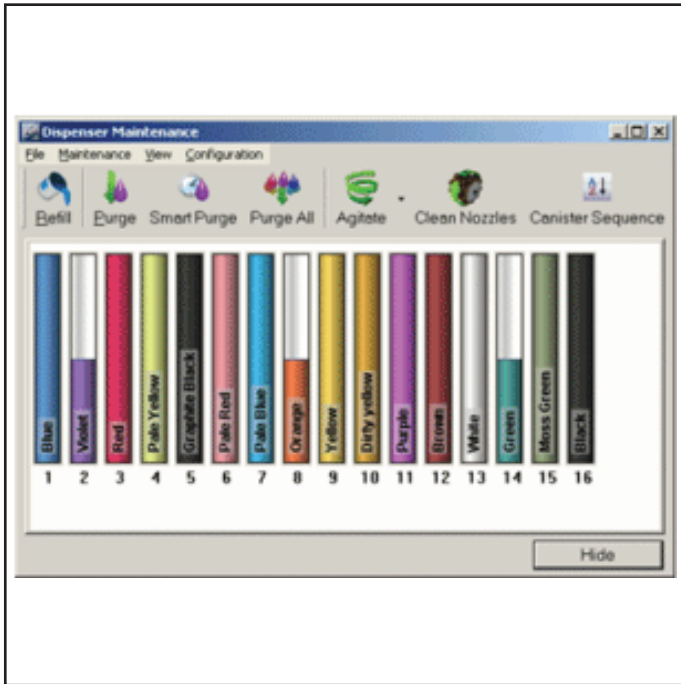 Dispenser Maintenance
File Maintenance View Configuration
Refill Purge Smart Purge Purge All Agitate Clean Nozzles Canister Sequence
Blue Violet Red Pale Yellow Graphite Black Pale Red Pale Blue Orange Yellow Dirty yellow Purple Brown White Green Moss Green Black
1 2 3 4 5 6 7 8 9 10 11 12 13 14 15 16
Hide